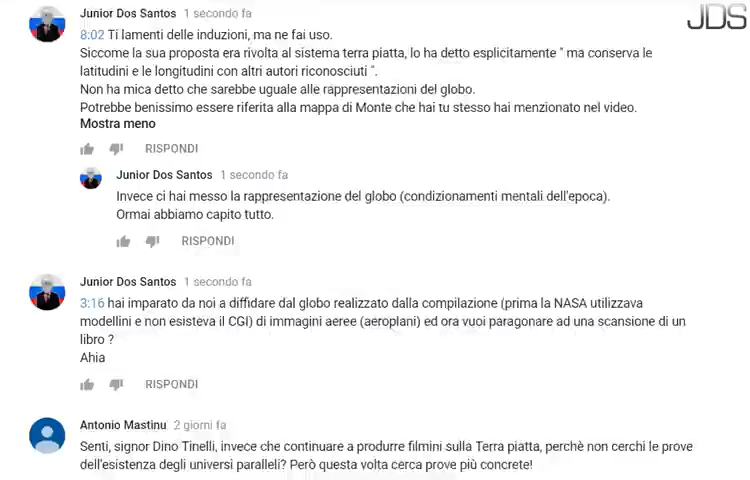 JDS
Junior Dos Santos 1 secondo fa
8:02 Ti lamenti delle induzioni, ma ne fai uso.
Siccome la sua proposta era rivolta al sistema terra piatta, lo ha detto esplicitamente " ma conserva le
latitudini e le longitudini con altri autori riconosciuti ".
Non ha mica detto che sarebbe uguale alle rappresentazioni del globo.
Potrebbe benissimo essere riferita alla mappa di Monte che hai tu stesso hai menzionato nel video.
Mostra meno
RISPONDI
Junior Dos Santos 1 secondo fa
Invece ci hai messo la rappresentazione del globo (condizionamenti mentali dell'epoca).
Ormai abbiamo capito tutto.
RISPONDI
Junior Dos Santos 1 secondo fa
3:16 hai imparato da noi a diffidare dal globo realizzato dalla compilazione (prima la NASA utilizzava
modellini e non esisteva il CGI) di immagini aeree (aeroplani) ed ora vuoi paragonare ad una scansione di un
libro ?
Ahia
RISPONDI
Antonio Mastinu 2 giorni fa
Senti, signor Dino Tinelli, invece che continuare a produrre filmini sulla Terra piatta, perchè non cerchi le prove
dell'esistenza degli universi paralleli? Però questa volta cerca prove più concrete!